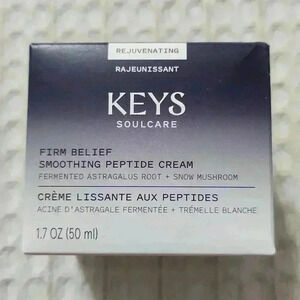 REJUVENATING
RAJEUNISSANT
KEYS
SOULCARE
FIRM BELIEF
SMOOTHING PEPTIDE CREAM
FERMENTED ASTRAGALUS ROOT + SNOW MUSHROOM
CRÈME LISSANTE AUX PEPTIDES
ACINE D'ASTRAGALE FERMENTÉE + TRÉMELLE BLANCHE
1.7 OZ (50 ml)